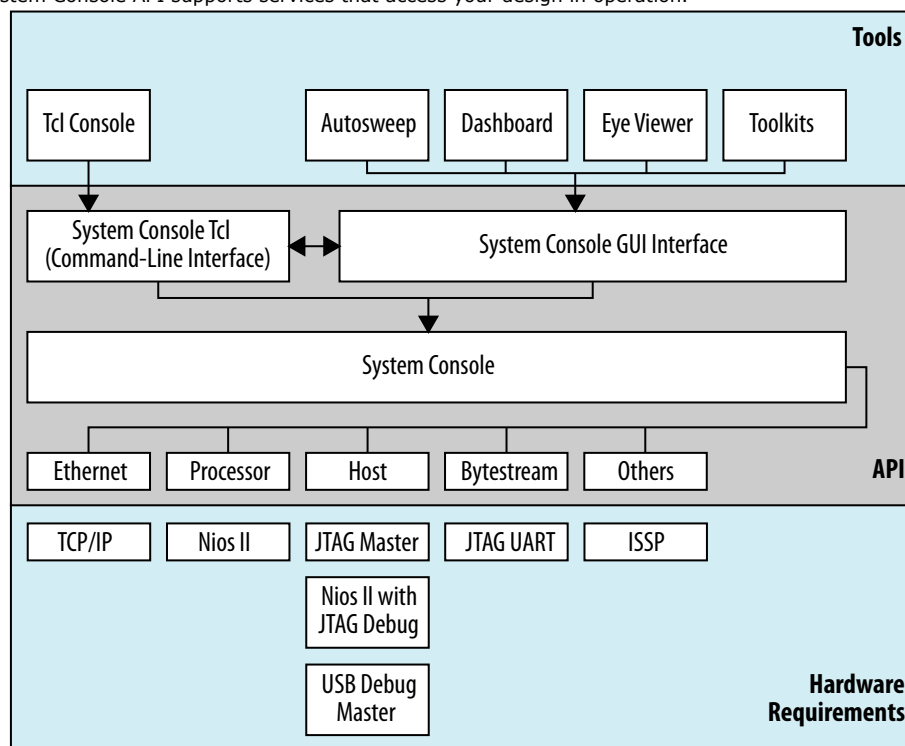 stem Console API supports services that access your design in operation.
Tools
Tcl Console
Autosweep
Dashboard
Eye Viewer
Toolkits
System Console Tcl
(Command-Line Interface)
System Console GUI Interface
System Console
Ethernet
Processor
Host
Bytestream
Others
API
TCP/IP
Nios II
JTAG Master
JTAG UART
ISSP
Nios II with
JTAG Debug
USB Debug
Master
Hardware
Requirements